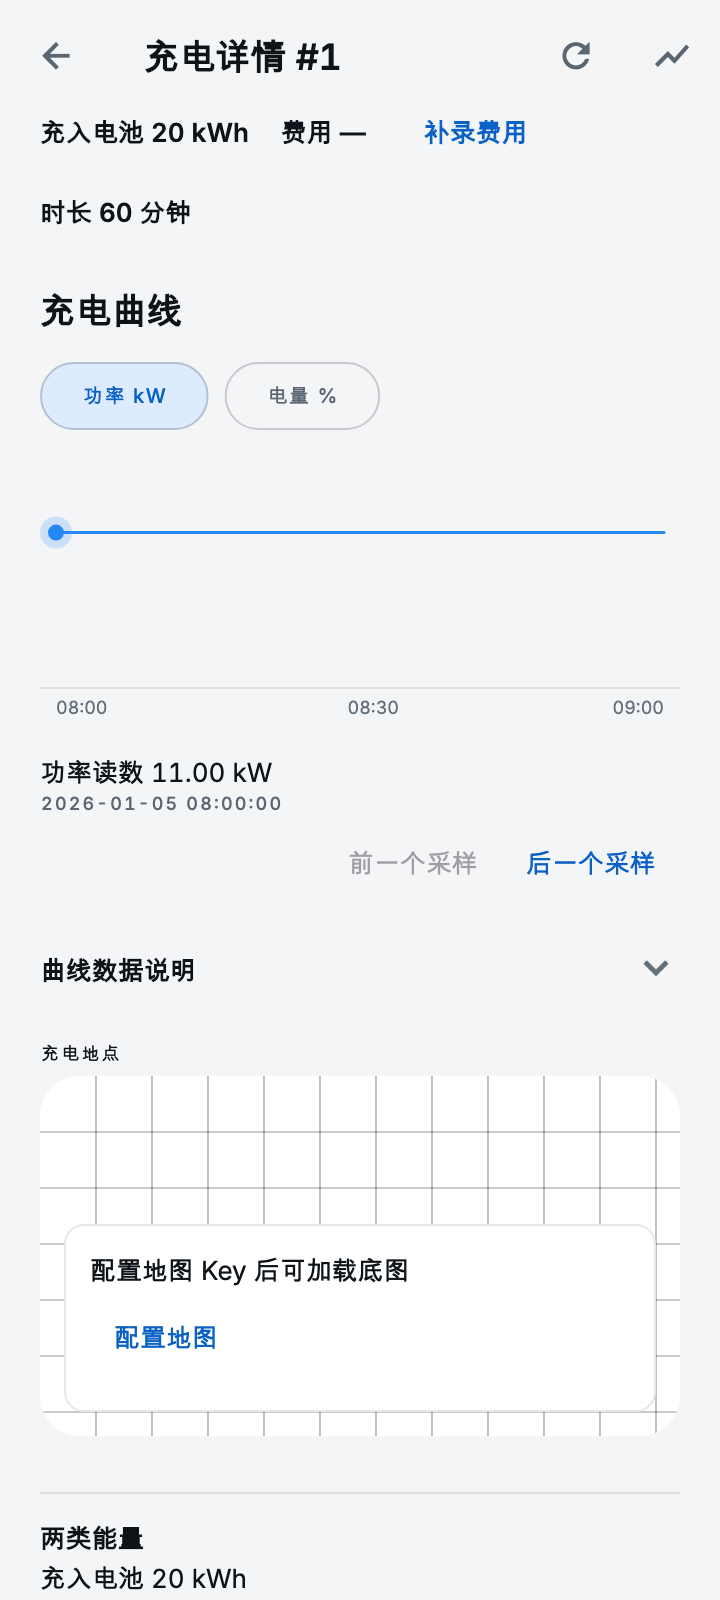 充电详情 #1
充入电池 20 kWh 费用 — 补录费用
时长 60 分钟
充电曲线
功率 kW 电量 %
08:00 08:30 09:00
功率读数 11.00 kW
2026-01-05 08:00:00
前一个采样 后一个采样
曲线数据说明
充电地点
配置地图 Key 后可加载底图
配置地图
两类能量
充入电池 20 kWh